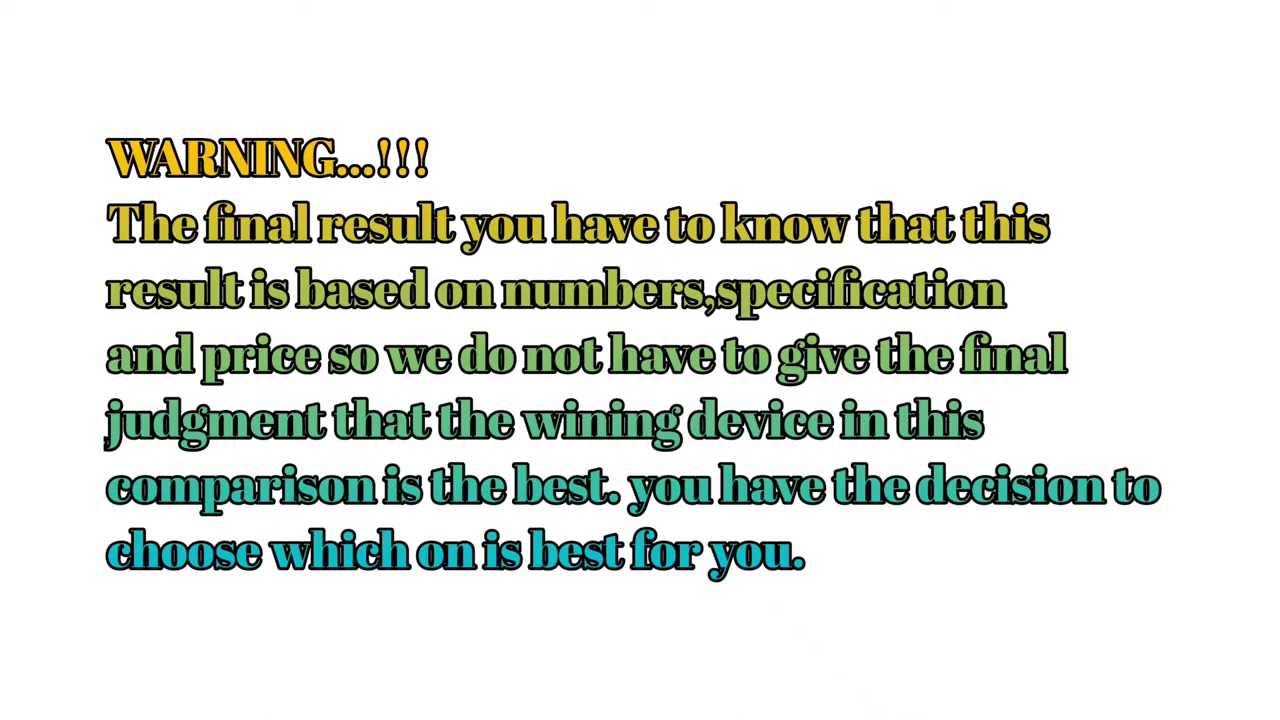 WARNING...!!!
The final result you have to know that this
result is based on numbers,specification
and price so we do not have to give the final
judgment that the wining device in this
comparison is the best. you have the decision to
choose which on is best for you.